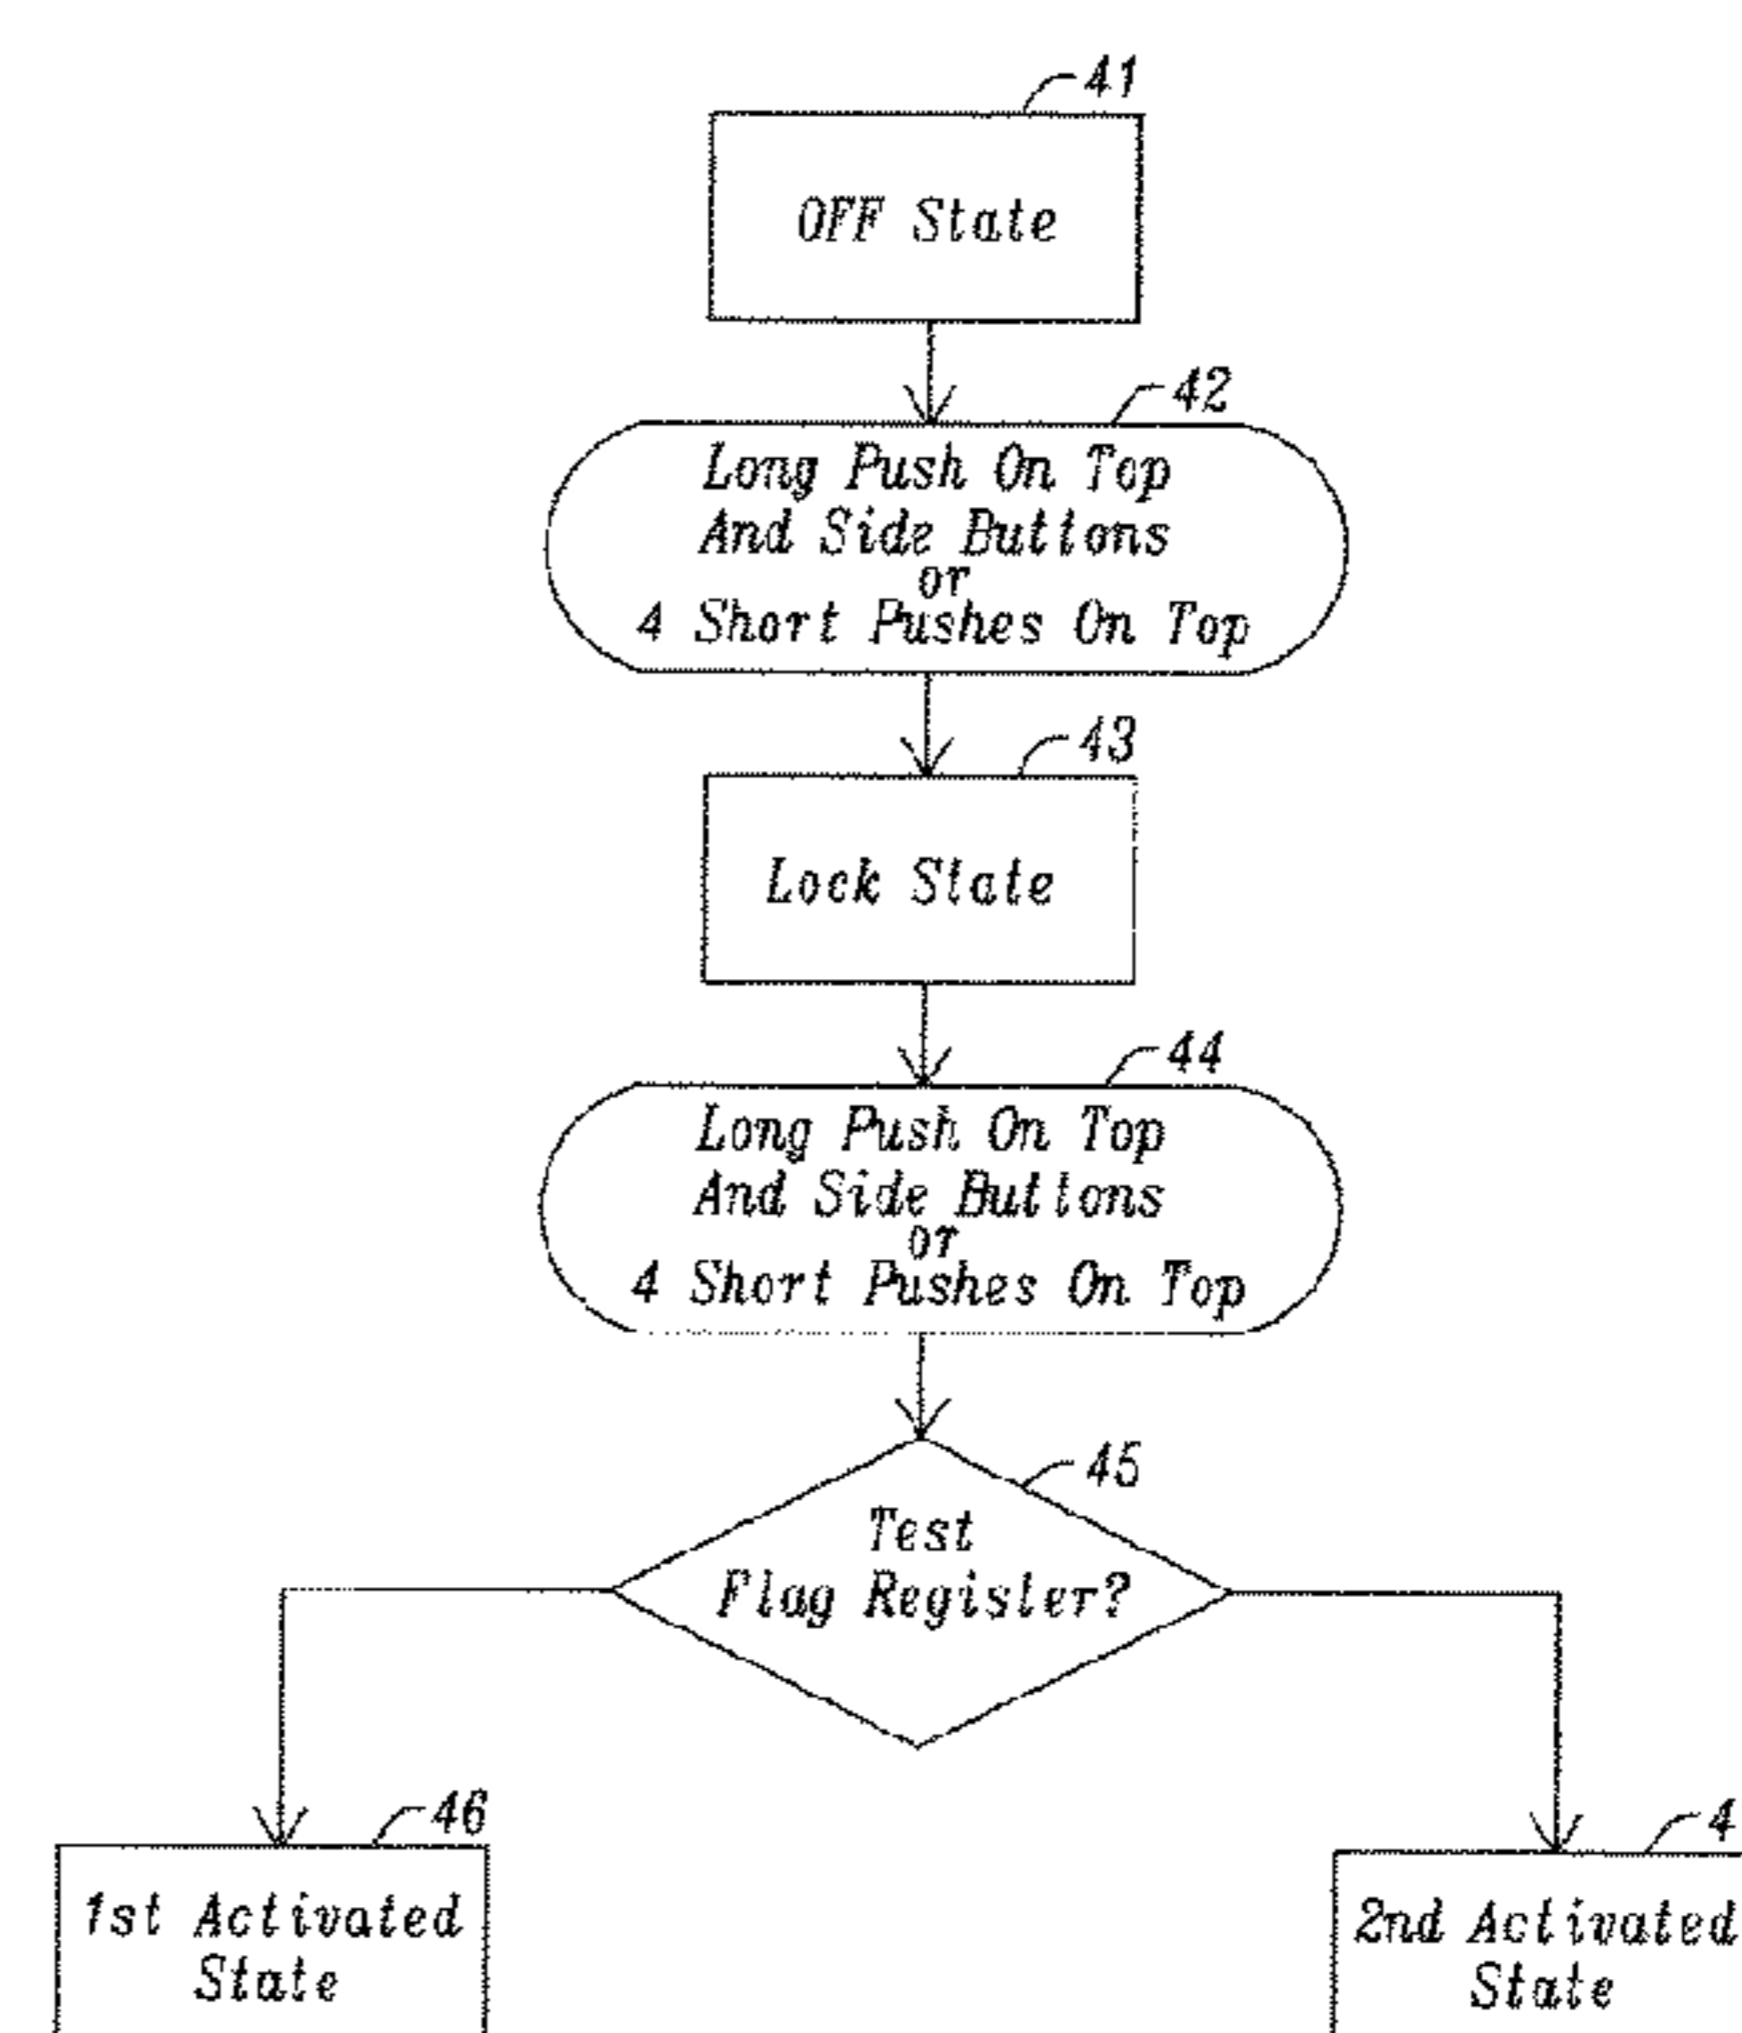 41
OFF State
42
Long Push On Top
And Side Buttons
or
4 Short Pushes On Top
43
Lock State
44
Long Push On Top
And Side Buttons
or
4 Short Pushes On Top
45
Test
Flag Register?
46
1st Activated
State
4
2nd Activated
State